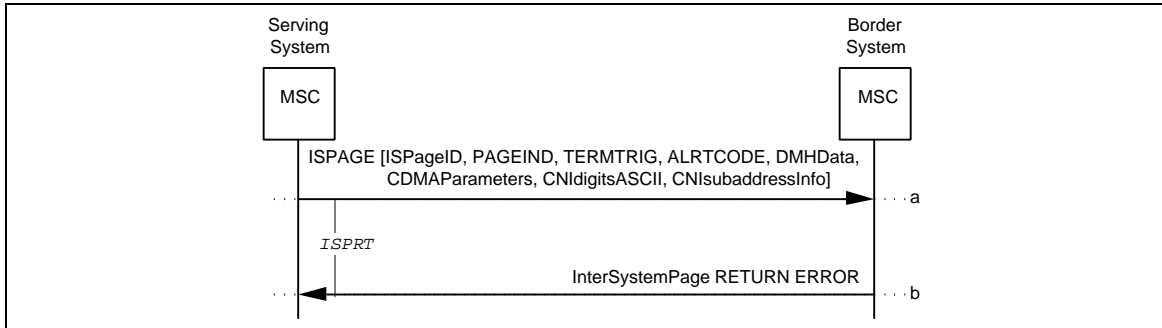 Serving
System
Border
System
MSC
MSC
ISPAGE [ISPageID, PAGEIND, TERMTRIG, ALRTCODE, DMHData,
CDMAParameters, CNIdigitsASCII, CNIsubaddressInfo]
a
ISPRT
InterSystemPage RETURN ERROR
b